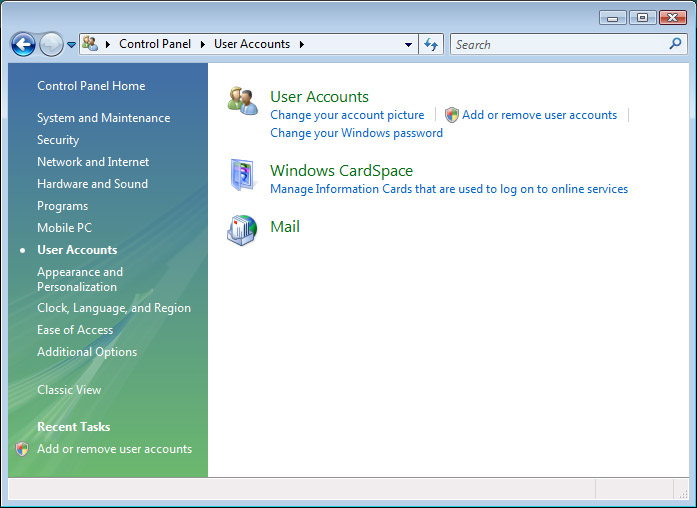 Control Panel
User Accounts
Search
Control Panel Home
System and Maintenance
Security
Network and Internet
Hardware and Sound
Programs
Mobile PC
User Accounts
Appearance and
Personalization
Clock, Language, and Region
Ease of Access
Additional Options
Classic View
Recent Tasks
Add or remove user accounts
User Accounts
Change your account picture
Add or remove user accounts
Change your Windows password
Windows CardSpace
Manage Information Cards that are used to log on to online services
Mail